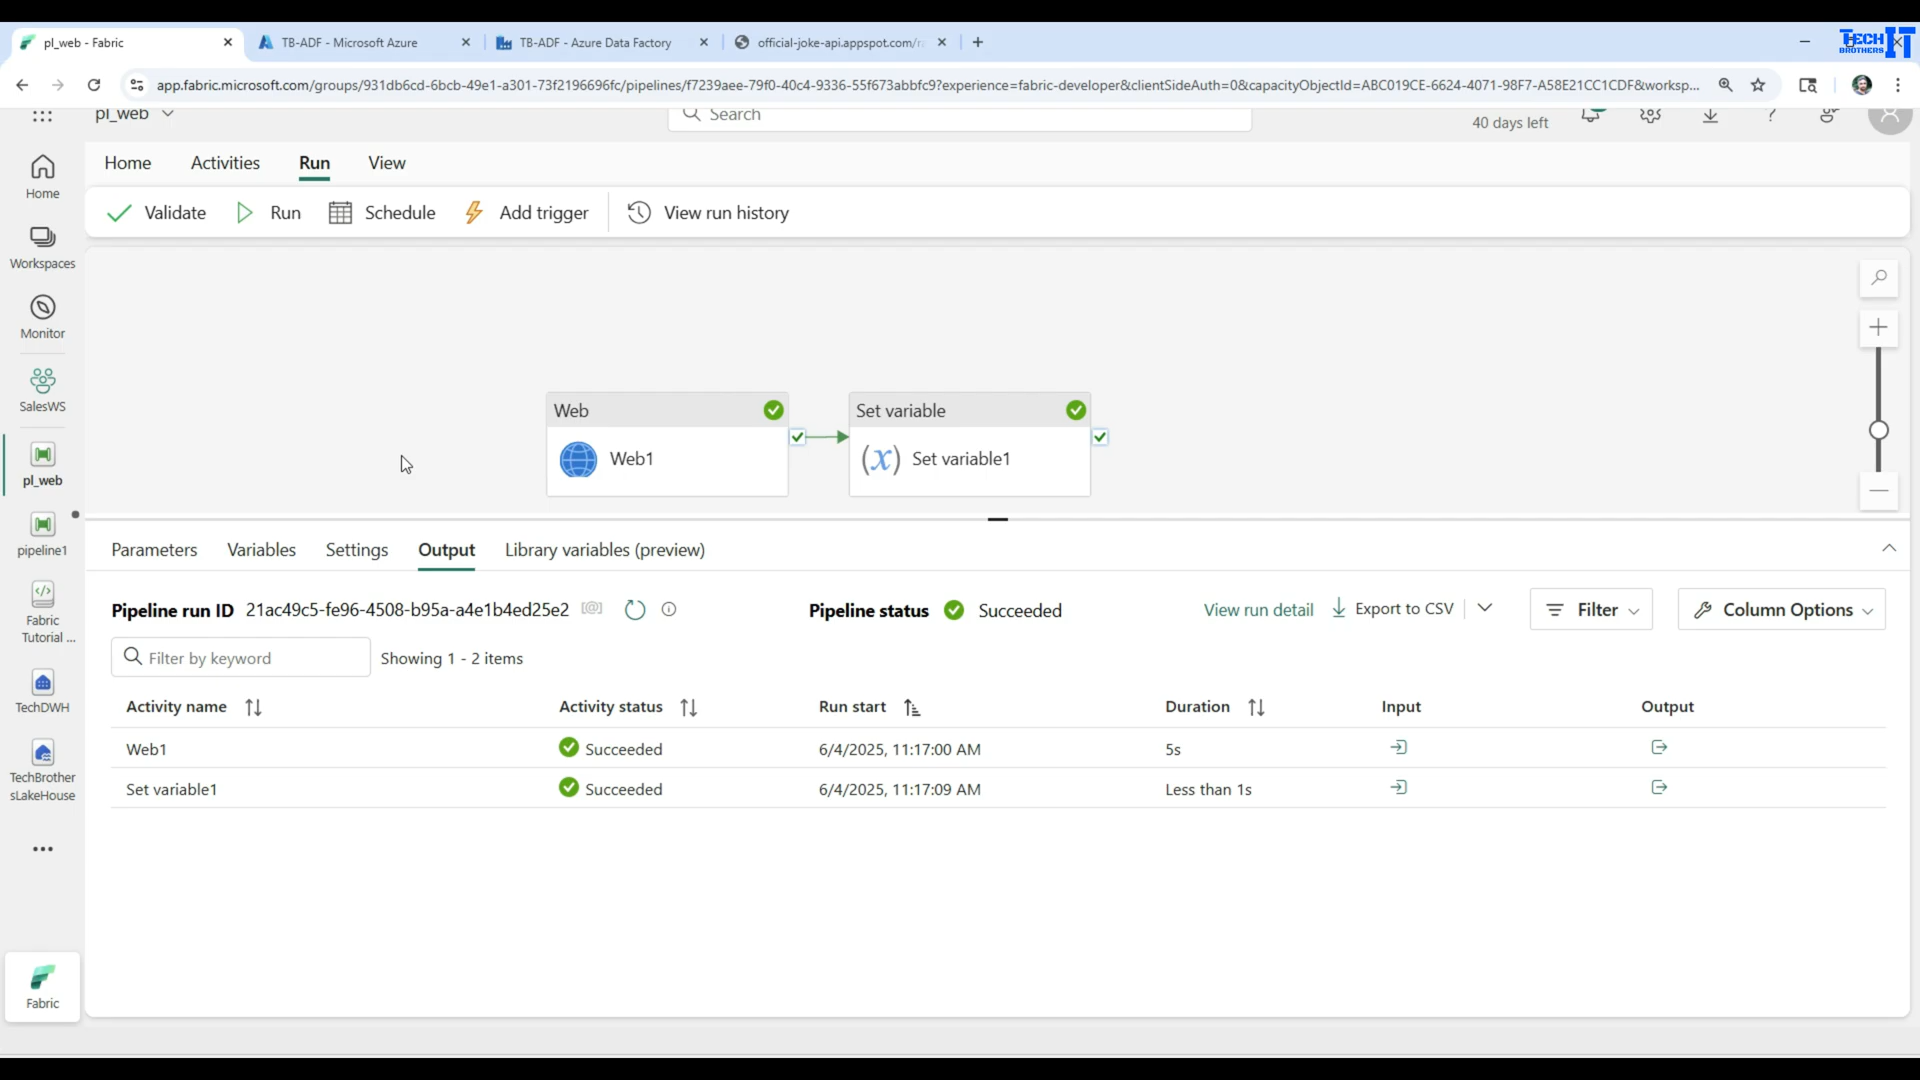 pl_web - Fabric
TB-ADF - Microsoft Azure
TB-ADF - Azure Data Factory
official-joke-api.appspot.com/r
TECH IT
BROTHERS
app.fabric.microsoft.com/groups/931db6cd-6bcb-49e1-a301-73f2196696fc/pipelines/f7239aee-79f0-40c4-9336-55f673abbfc9?experience=fabric-developer&clientSideAuth=0&capacityObjectId=ABC019CE-6624-4071-98F7-A58E21CC1CDF&worksp...
pl_web
Search
40 days left
Home
Activities
Run
View
Validate
Run
Schedule
Add trigger
View run history
Home
Workspaces
Monitor
SalesWS
pl_web
pipeline1
Fabric
Tutorial ...
TechDWH
TechBrother
sLakeHouse
Fabric
Web
Web1
Set variable
(x) Set variable1
Parameters
Variables
Settings
Output
Library variables (preview)
Pipeline run ID 21ac49c5-fe96-4508-b95a-a4e1b4ed25e2
Pipeline status Succeeded
View run detail
Export to CSV
Filter
Column Options
Filter by keyword
Showing 1 - 2 items
Activity name Activity status Run start Duration Input Output
Web1 Succeeded 6/4/2025, 11:17:00 AM 5s
Set variable1 Succeeded 6/4/2025, 11:17:09 AM Less than 1s